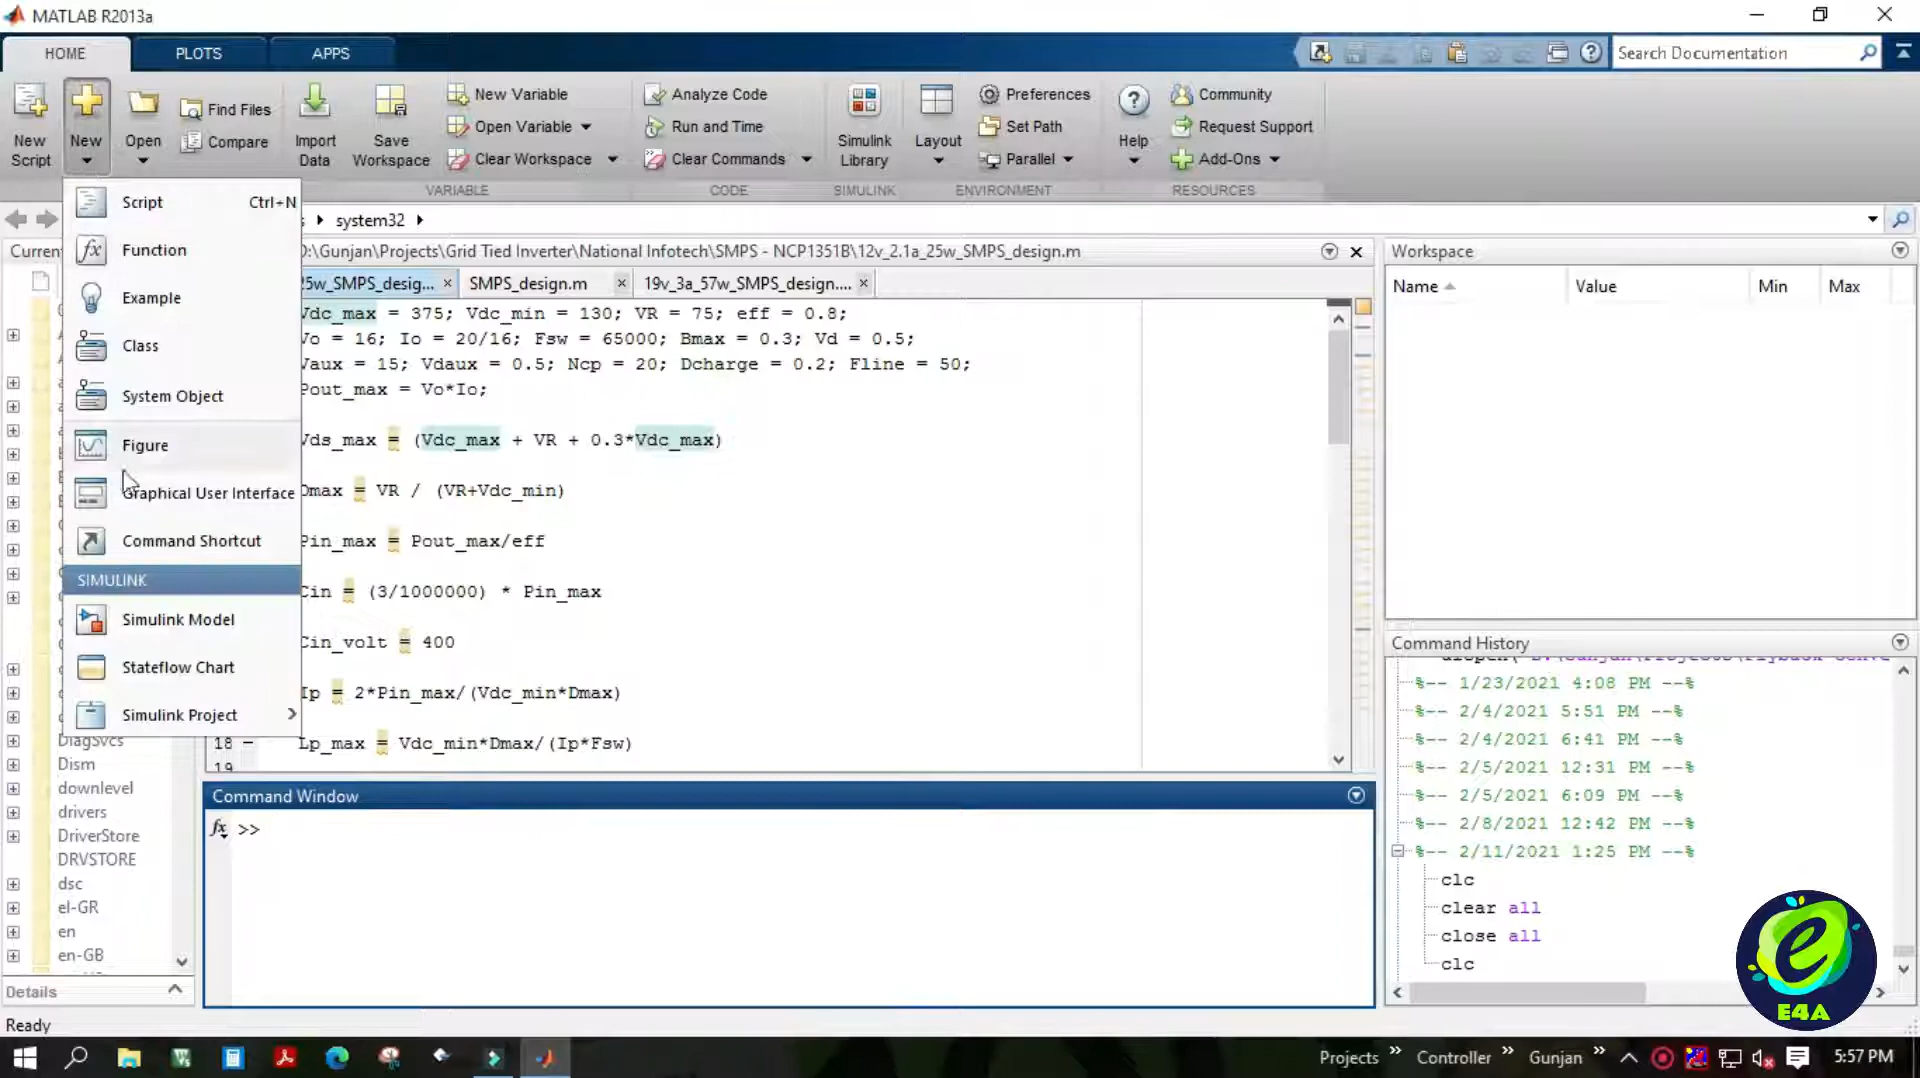 MATLAB R2013a
HOME
PLOTS
APPS
Search Documentation
New Script
New
Open
Find Files
Compare
Import Data
Save Workspace
New Variable
Open Variable
Clear Workspace
VARIABLE
Analyze Code
Run and Time
Clear Commands
CODE
Simulink Library
SIMULINK
Layout
Preferences
Set Path
Parallel
ENVIRONMENT
Help
Community
Request Support
Add-Ons
RESOURCES
Script Ctrl+N
Function
Example
Class
System Object
Figure
Graphical User Interface
Command Shortcut
SIMULINK
Simulink Model
Stateflow Chart
Simulink Project
system32
Curren
:\Gunjan\Projects\Grid Tied Inverter\National Infotech\SMPS - NCP1351B\12v_2.1a_25w_SMPS_design.m
25w_SMPS_desig...
SMPS_design.m
19v_3a_57w_SMPS_design....
Vdc_max = 375; Vdc_min = 130; VR = 75; eff = 0.8;
Vo = 16; Io = 20/16; Fsw = 65000; Bmax = 0.3; Vd = 0.5;
Vaux = 15; Vdaux = 0.5; Ncp = 20; Dcharge = 0.2; Fline = 50;
Pout_max = Vo*Io;
Vds_max = (Vdc_max + VR + 0.3*Vdc_max)
Dmax = VR / (VR+Vdc_min)
Pin_max = Pout_max/eff
Cin = (3/1000000) * Pin_max
Cin_volt = 400
Ip = 2*Pin_max/(Vdc_min*Dmax)
18 - Lp_max = Vdc_min*Dmax/(Ip*Fsw)
19
DiagSvcs
Dism
downlevel
drivers
DriverStore
DRVSTORE
dsc
el-GR
en
en-GB
Details
Command Window
fx >>
Workspace
Name Value Min Max
Command History
%-- 1/23/2021 4:08 PM --%
%-- 2/4/2021 5:51 PM --%
%-- 2/4/2021 6:41 PM --%
%-- 2/5/2021 12:31 PM --%
%-- 2/5/2021 6:09 PM --%
%-- 2/8/2021 12:42 PM --%
%-- 2/11/2021 1:25 PM --%
clc
clear all
close all
clc
E4A
Ready
Projects
Controller
Gunjan
5:57 PM